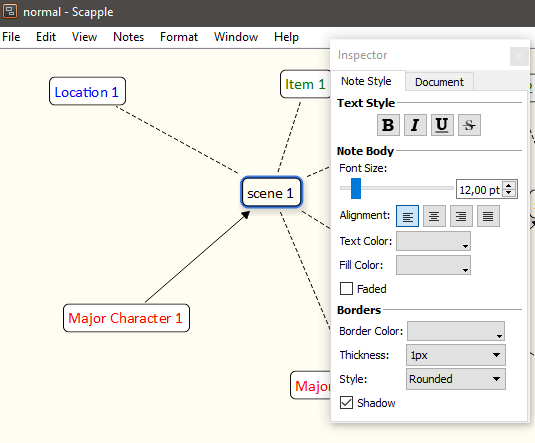 normal - Scapple
File Edit View Notes Format Window Help
Inspector
Note Style Document
Text Style
B I U S
Note Body
Font Size:
12,00 pt
Alignment:
Text Color:
Fill Color:
Faded
Borders
Border Color:
Thickness: 1px
Style: Rounded
Shadow
Location 1
Item 1
scene 1
Major Character 1
Major